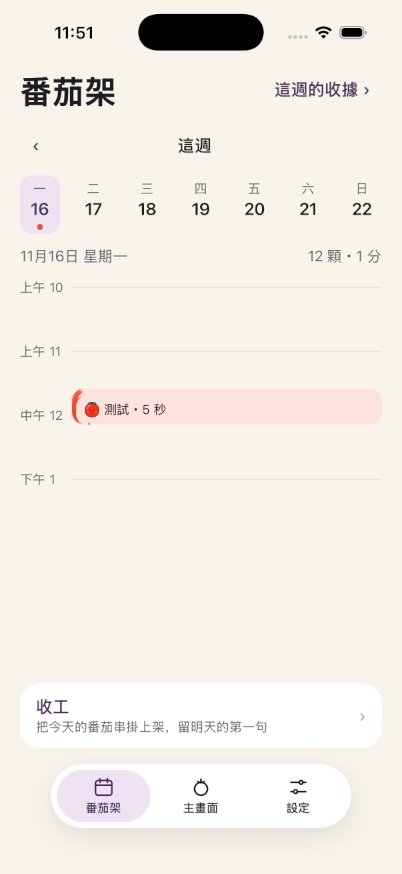 11:51
番茄架
這週的收據 ›
‹ 這週
一 二 三 四 五 六 日
16 17 18 19 20 21 22
11月16日 星期一 12 顆・1 分
上午 10
上午 11
測試・5 秒
中午 12
下午 1
收工
把今天的番茄串掛上架，留明天的第一句
番茄架 主畫面 設定